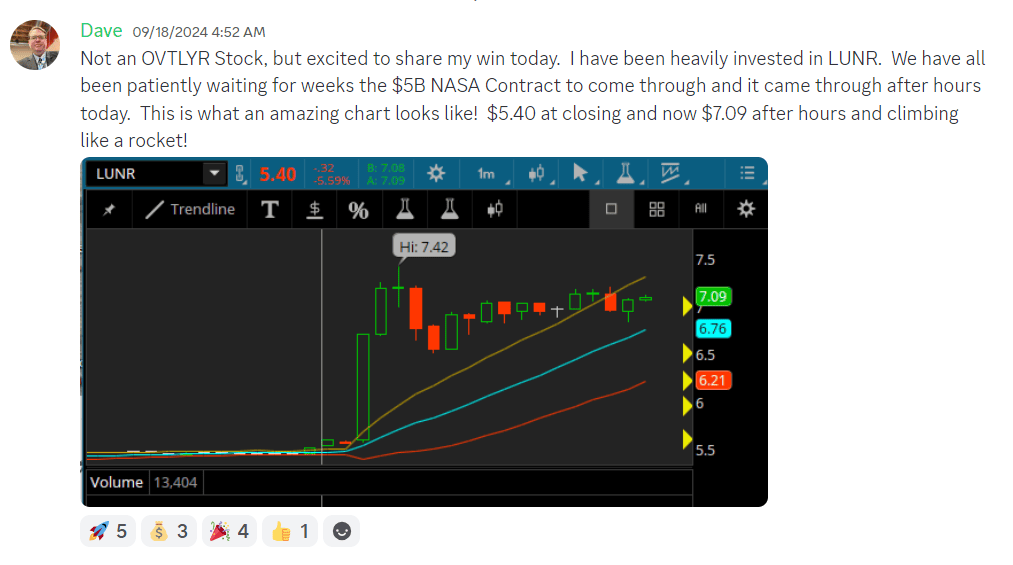 Dave 09/18/2024 4:52 AM
Not an OVTLYR Stock, but excited to share my win today. I have been heavily invested in LUNR. We have all
been patiently waiting for weeks the $5B NASA Contract to come through and it came through after hours
today. This is what an amazing chart looks like! $5.40 at closing and now $7.09 after hours and climbing
like a rocket!
LUNR 5.40 -.32 B: 7.08 1m
-5.59% A: 7.09
Trendline T $ % All
Hi: 7.42
7.5
7.09
7
6.76
6.5
6.21
6
5.5
Volume 13,404
5 3 4 1